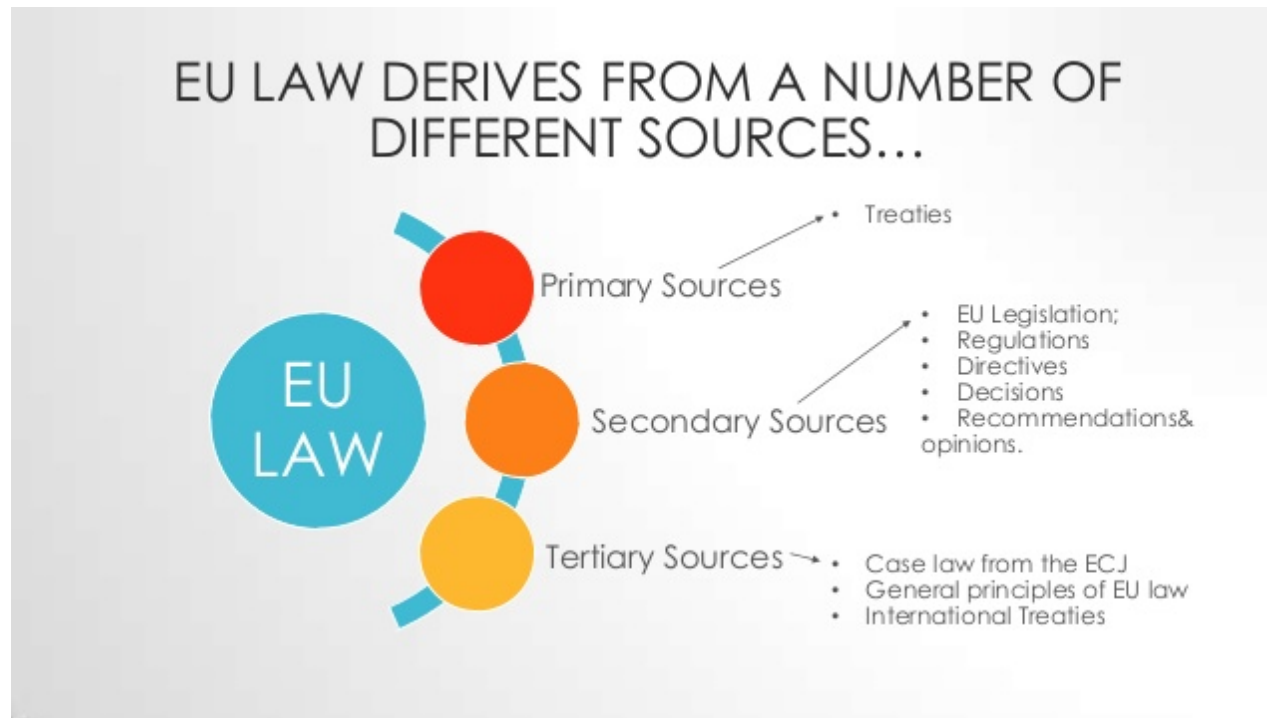 EU LAW DERIVES FROM A NUMBER OF
DIFFERENT SOURCES...
• Treaties
Primary Sources
• EU Legislation;
• Regulations
• Directives
• Decisions
• Recommendations&
opinions.
EU
LAW
Secondary Sources
Tertiary Sources
• Case law from the ECJ
• General principles of EU law
• International Treaties